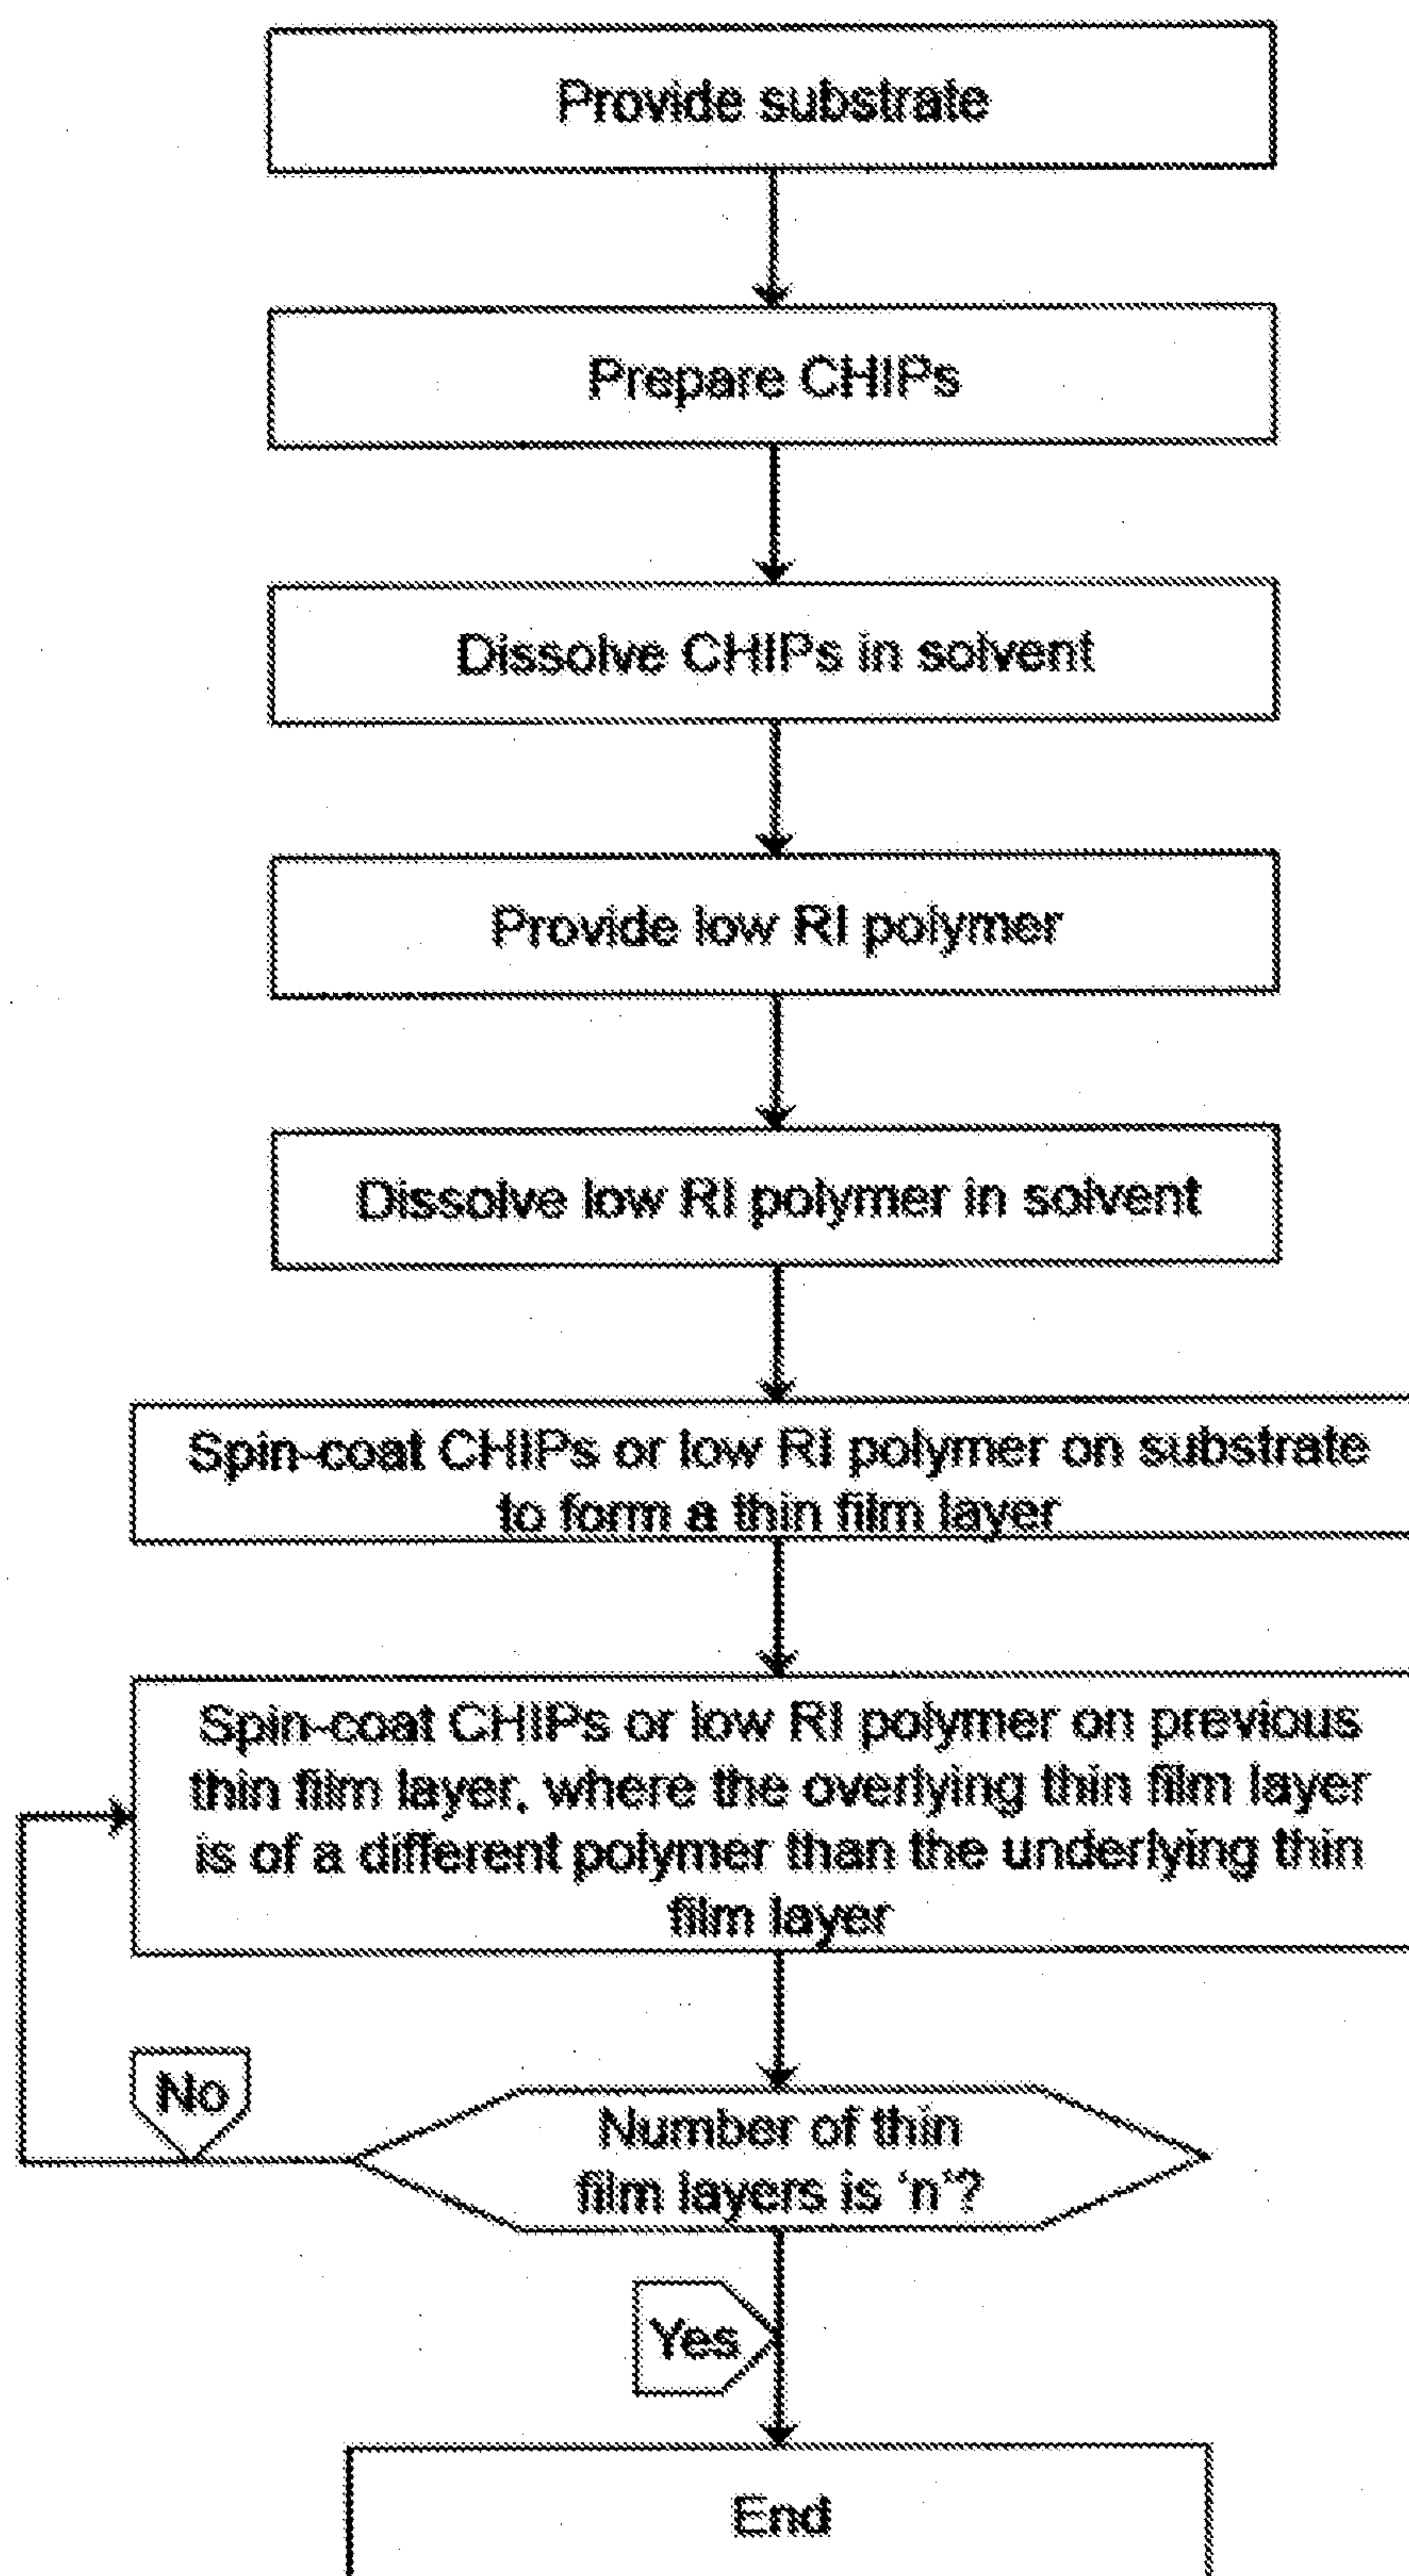 Provide substrate
Prepare CHIPs
Dissolve CHIPs in solvent
Provide low RI polymer
Dissolve low RI polymer in solvent
Spin-coat CHIPs or low RI polymer on substrate
to form a thin film layer
Spin-coat CHIPs or low RI polymer on previous
thin film layer, where the overlying thin film layer
is of a different polymer than the underlying thin
film layer
No
Number of thin
film layers is ‘n’?
Yes
End